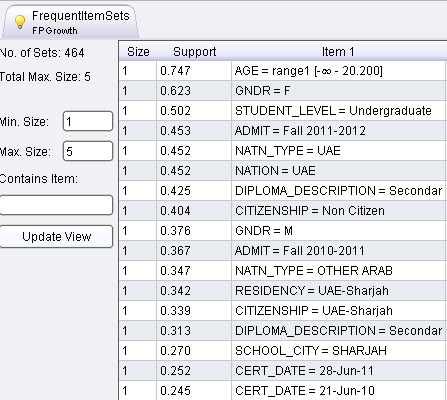 FrequentItemSets
FPGrowth
No. of Sets: 464
Total Max. Size: 5
Min. Size: 1
Max. Size: 5
Contains Item:
Update View
Size Support Item 1
1 0.747 AGE = range1 [-∞ - 20.200]
1 0.623 GNDR = F
1 0.502 STUDENT_LEVEL = Undergraduate
1 0.453 ADMIT = Fall 2011-2012
1 0.452 NATN_TYPE = UAE
1 0.452 NATION = UAE
1 0.425 DIPLOMA_DESCRIPTION = Secondar
1 0.404 CITIZENSHIP = Non Citizen
1 0.376 GNDR = M
1 0.367 ADMIT = Fall 2010-2011
1 0.347 NATN_TYPE = OTHER ARAB
1 0.342 RESIDENCY = UAE-Sharjah
1 0.339 CITIZENSHIP = UAE-Sharjah
1 0.313 DIPLOMA_DESCRIPTION = Secondar
1 0.270 SCHOOL_CITY = SHARJAH
1 0.252 CERT_DATE = 28-Jun-11
1 0.245 CERT_DATE = 21-Jun-10